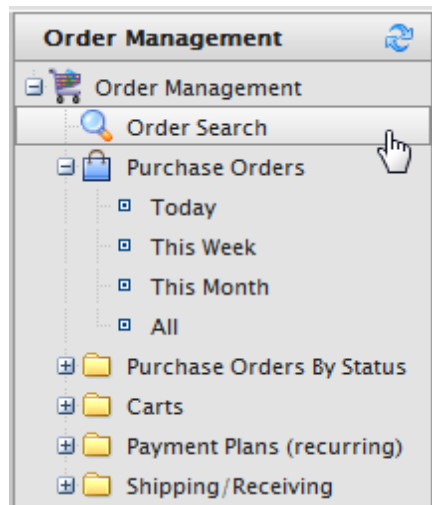 Order Management
Order Management
Order Search
Purchase Orders
Today
This Week
This Month
All
Purchase Orders By Status
Carts
Payment Plans (recurring)
Shipping/Receiving